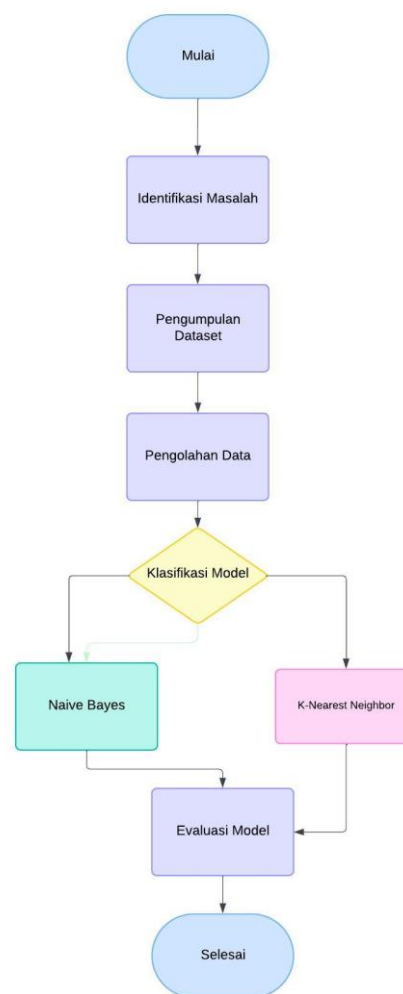 Mulai
Identifikasi Masalah
Pengumpulan
Dataset
Pengolahan Data
Klasifikasi Model
Naive Bayes
K-Nearest Neighbor
Evaluasi Model
Selesai